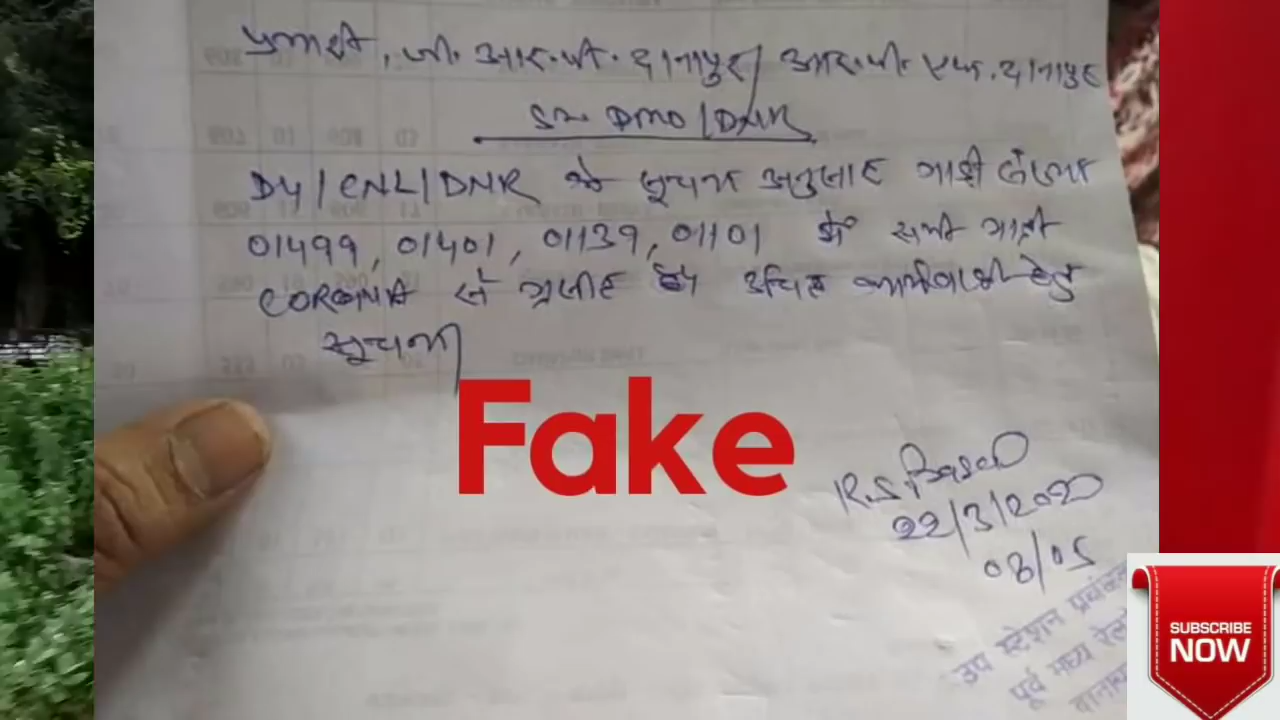 प्रभारी, जी. आर. पी. दानापुर / आर. पी. एफ. दानापुर
Sr. DMO/DNR
DY/CNL/DNR के सूचना अनुसार गाड़ी संख्या
01499, 01401, 01139, 01101 में सभी यात्री
CORONA से ग्रसीत उचित कार्यवाही हेतु
सूचना
Fake
R.S. 
22/3/2020
08/05
उप स्टेशन प्रबंधक
पूर्व मध्य रेल
SUBSCRIBE
NOW